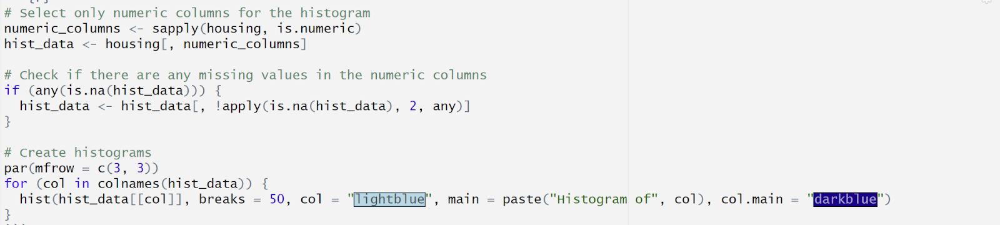 # Select only numeric columns for the histogram
numeric_columns <- sapply(housing, is.numeric)
hist_data <- housing[, numeric_columns]
# Check if there are any missing values in the numeric columns
if (any(is.na(hist_data))) {
  hist_data <- hist_data[, !apply(is.na(hist_data), 2, any)]
}
# Create histograms
par(mfrow = c(3, 3))
for (col in colnames(hist_data)) {
  hist(hist_data[[col]], breaks = 50, col = "lightblue", main = paste("Histogram of", col), col.main = "darkblue")
}